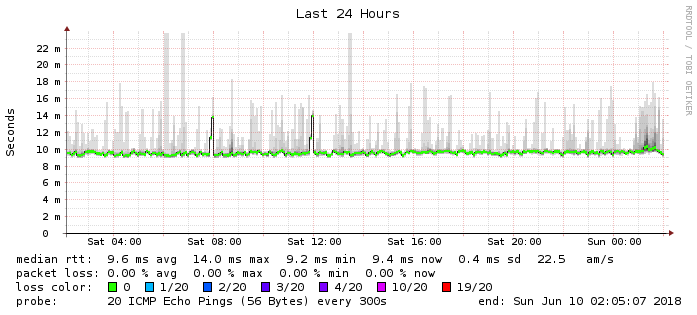 Last 24 Hours
RRDTOOL / TOBI OETIKER
Seconds
22 m
20 m
18 m
16 m
14 m
12 m
10 m
8 m
6 m
4 m
2 m
0
Sat 04:00 Sat 08:00 Sat 12:00 Sat 16:00 Sat 20:00 Sun 00:00
median rtt: 9.6 ms avg 14.0 ms max 9.2 ms min 9.4 ms now 0.4 ms sd 22.5 am/s
packet loss: 0.00 % avg 0.00 % max 0.00 % min 0.00 % now
loss color: 0 1/20 2/20 3/20 4/20 10/20 19/20
probe: 20 ICMP Echo Pings (56 Bytes) every 300s end: Sun Jun 10 02:05:07 2018